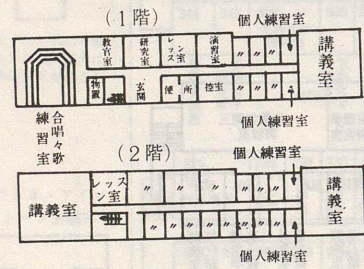 (1階)
教官室
研究室
レッスン室
演習室
〃
〃
〃
個人練習室
講義室
合唱々歌
練習室
物置
玄関
便所
控室
〃
〃
〃
個人練習室
(2階)
個人練習室
講義室
レッスン室
〃
〃
〃
〃
〃
〃
講義室
〃
〃
〃
〃
〃
〃
〃
〃
個人練習室